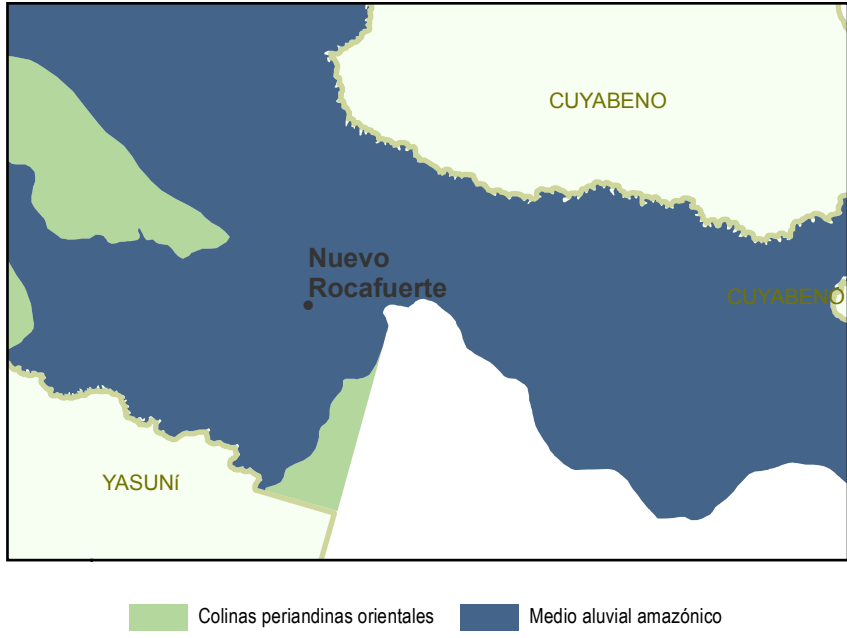 CUYABENO
Nuevo
Rocafuerte
CUYABENO
YASUNí
Colinas periandinas orientales
Medio aluvial amazónico